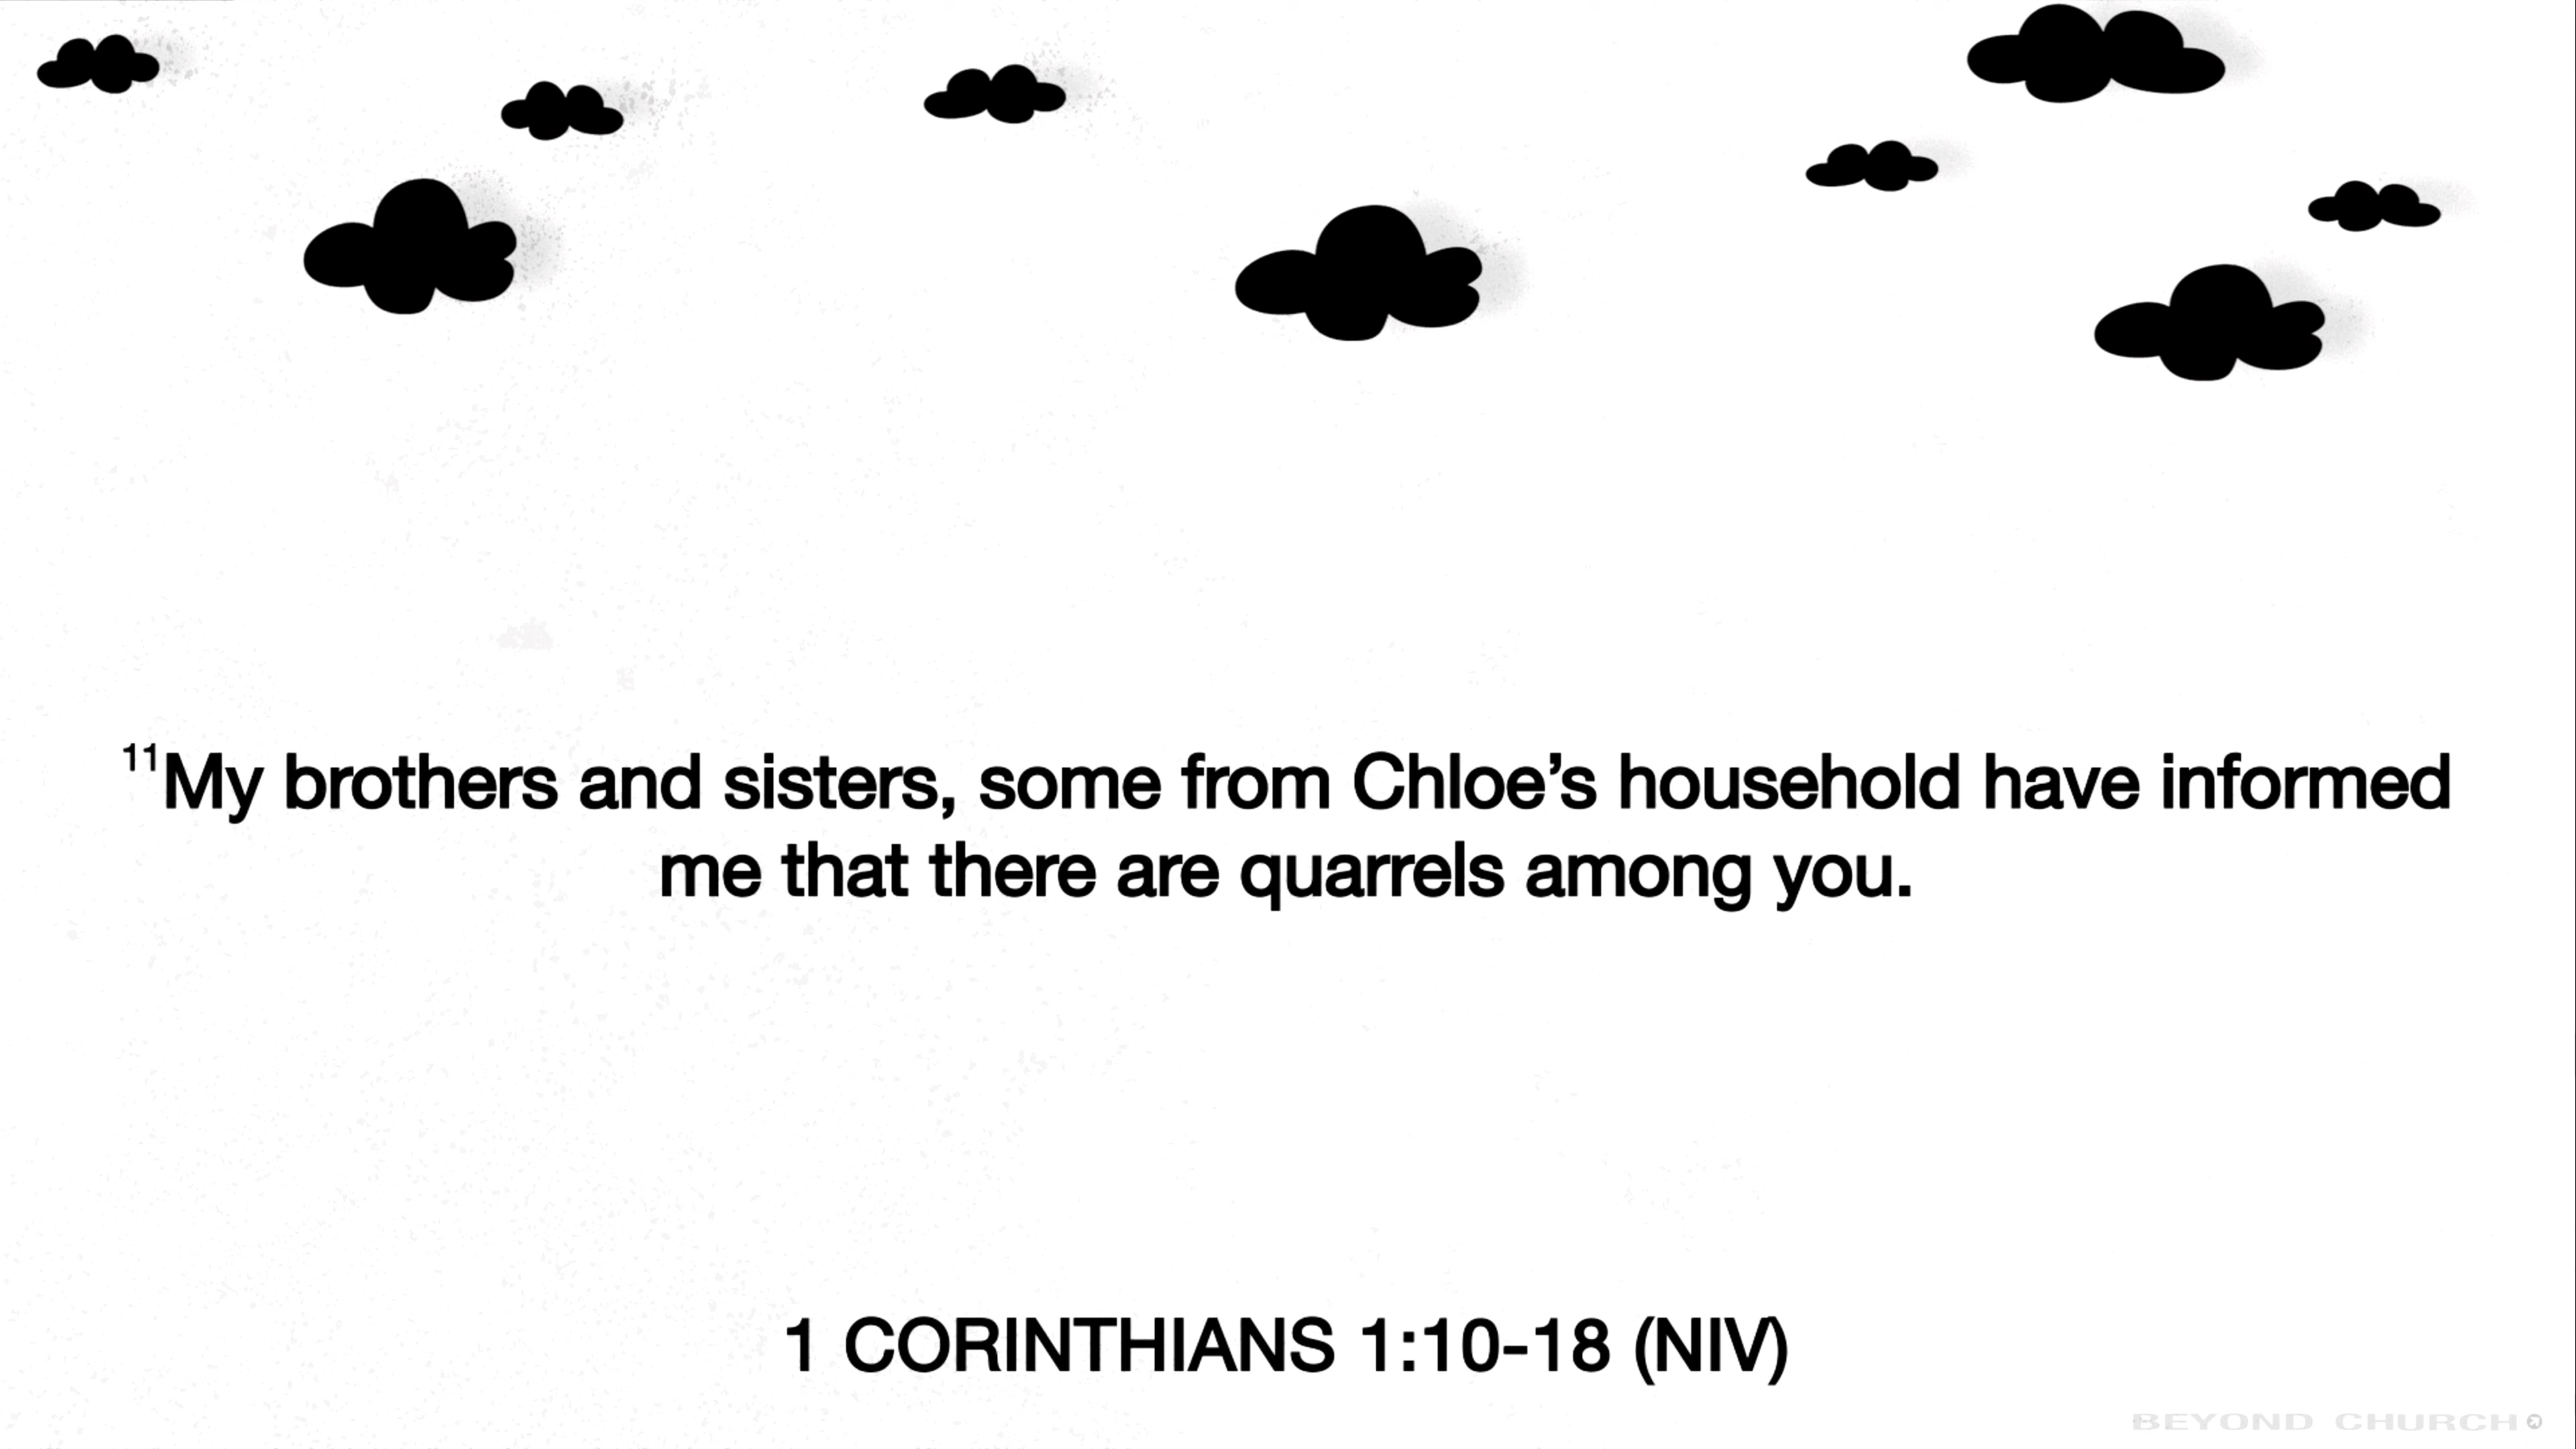 ¹¹My brothers and sisters, some from Chloe’s household have informed
me that there are quarrels among you.
1 CORINTHIANS 1:10-18 (NIV)
BEYOND CHURCH